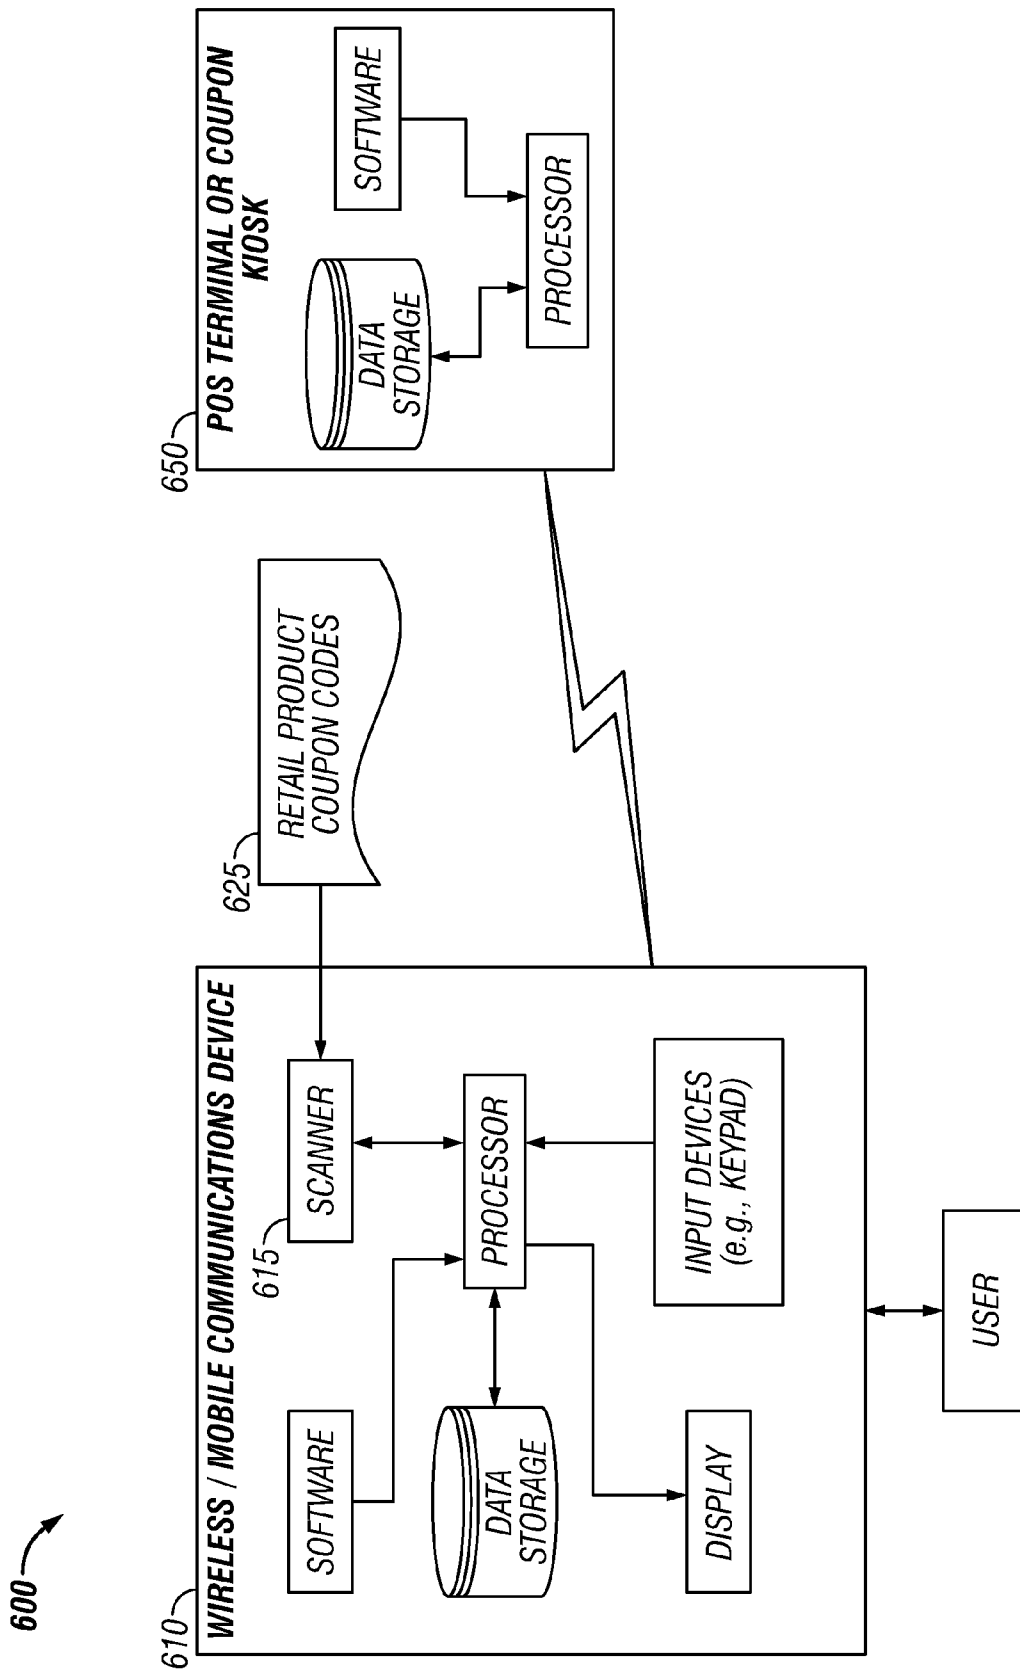 600
610
WIRELESS / MOBILE COMMUNICATIONS DEVICE
SOFTWARE
615
SCANNER
DATA
STORAGE
PROCESSOR
DISPLAY
INPUT DEVICES
(e.g., KEYPAD)
USER
625
RETAIL PRODUCT
COUPON CODES
650
POS TERMINAL OR COUPON
KIOSK
DATA
STORAGE
SOFTWARE
PROCESSOR